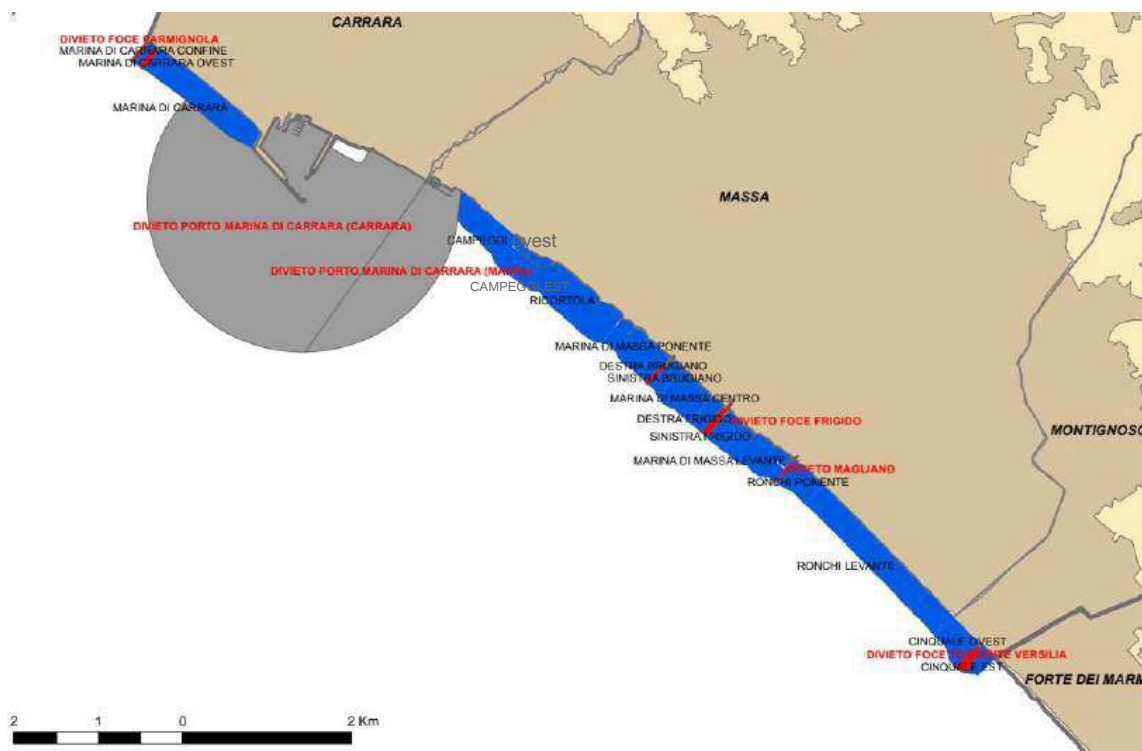 CARRARA
DIVIETO FOCE PARMIGNOLA
MARINA DI CARRARA CONFINE
MARINA DI CARRARA OVEST
MARINA DI CARRARA
MASSA
DIVIETO PORTO MARINA DI CARRARA (CARRARA)
CAMPEGGI ovest
DIVIETO PORTO MARINA DI CARRARA (MASSA)
CAMPEGGI EST
RICORTOLA
MARINA DI MASSA PONENTE
DESTRA BRUGIANO
SINISTRA BRUGIANO
MARINA DI MASSA CENTRO
DESTRA FRIGIDO
DIVIETO FOCE FRIGIDO
SINISTRA FRIGIDO
MONTIGNOSO
MARINA DI MASSA LEVANTE
DIVIETO MAGLIANO
RONCHI PONENTE
RONCHI LEVANTE
CINQUALE OVEST
DIVIETO FOCE TORRENTE VERSILIA
CINQUALE EST
FORTE DEI MARM
2 1 0 2 Km